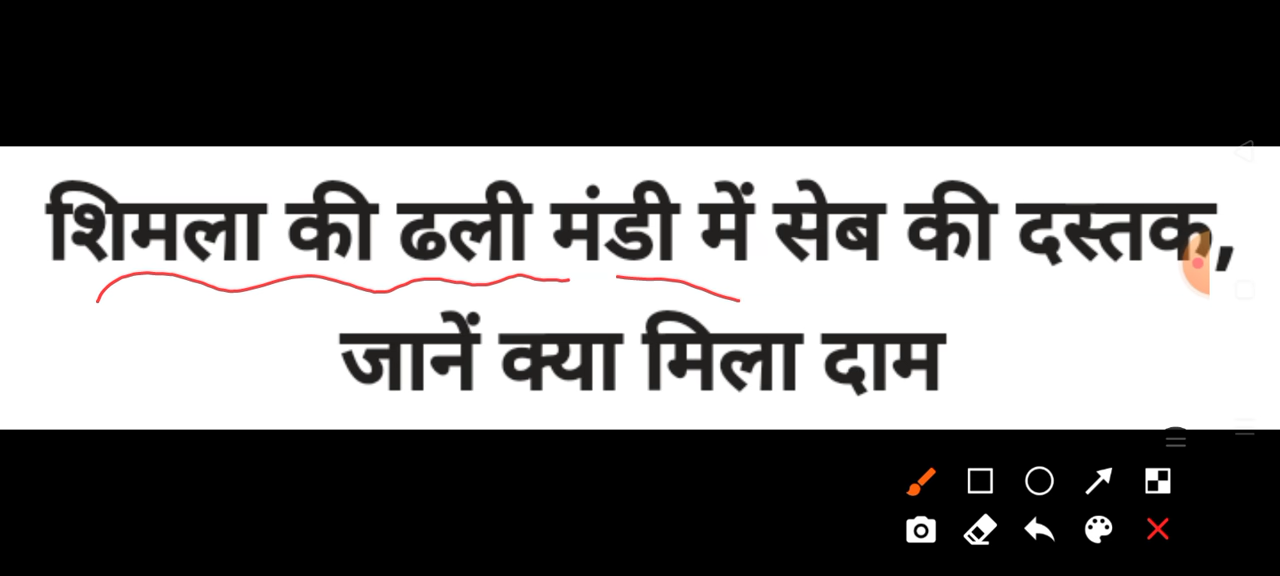 शिमला की ढली मंडी में सेब की दस्तक,
जानें क्या मिला दाम